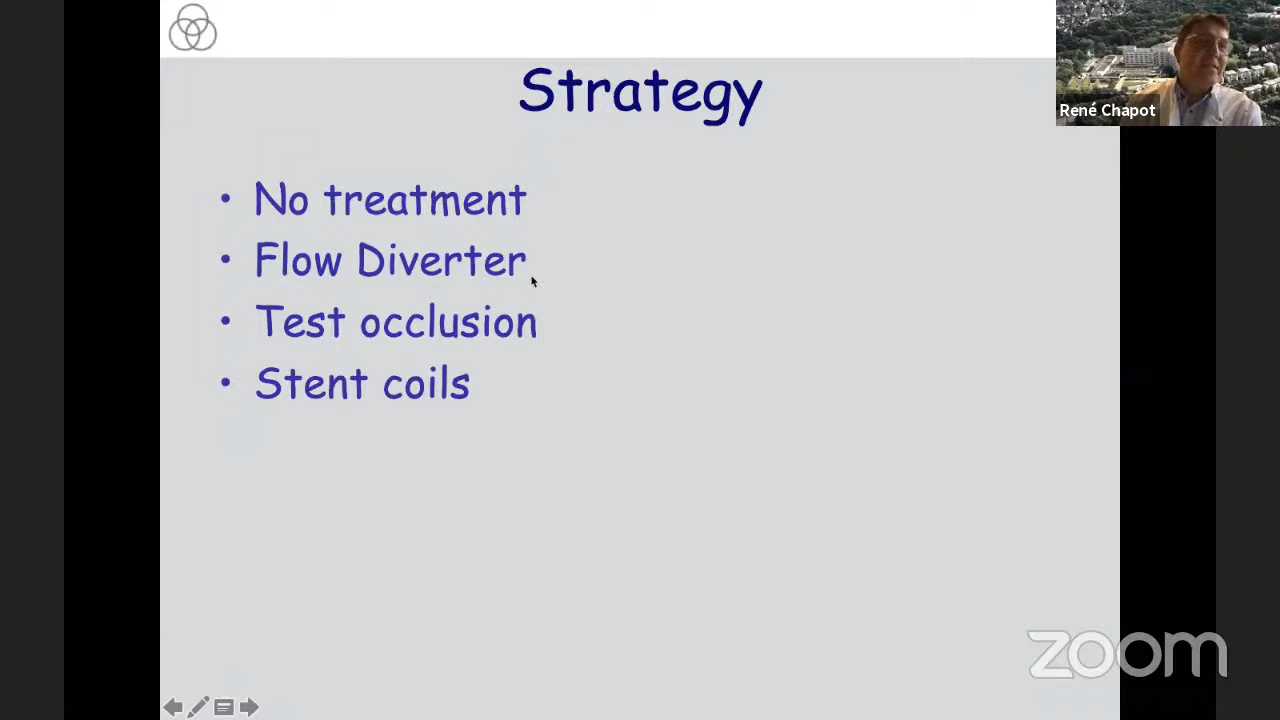 Strategy
René Chapot
• No treatment
• Flow Diverter
• Test occlusion
• Stent coils
zoom